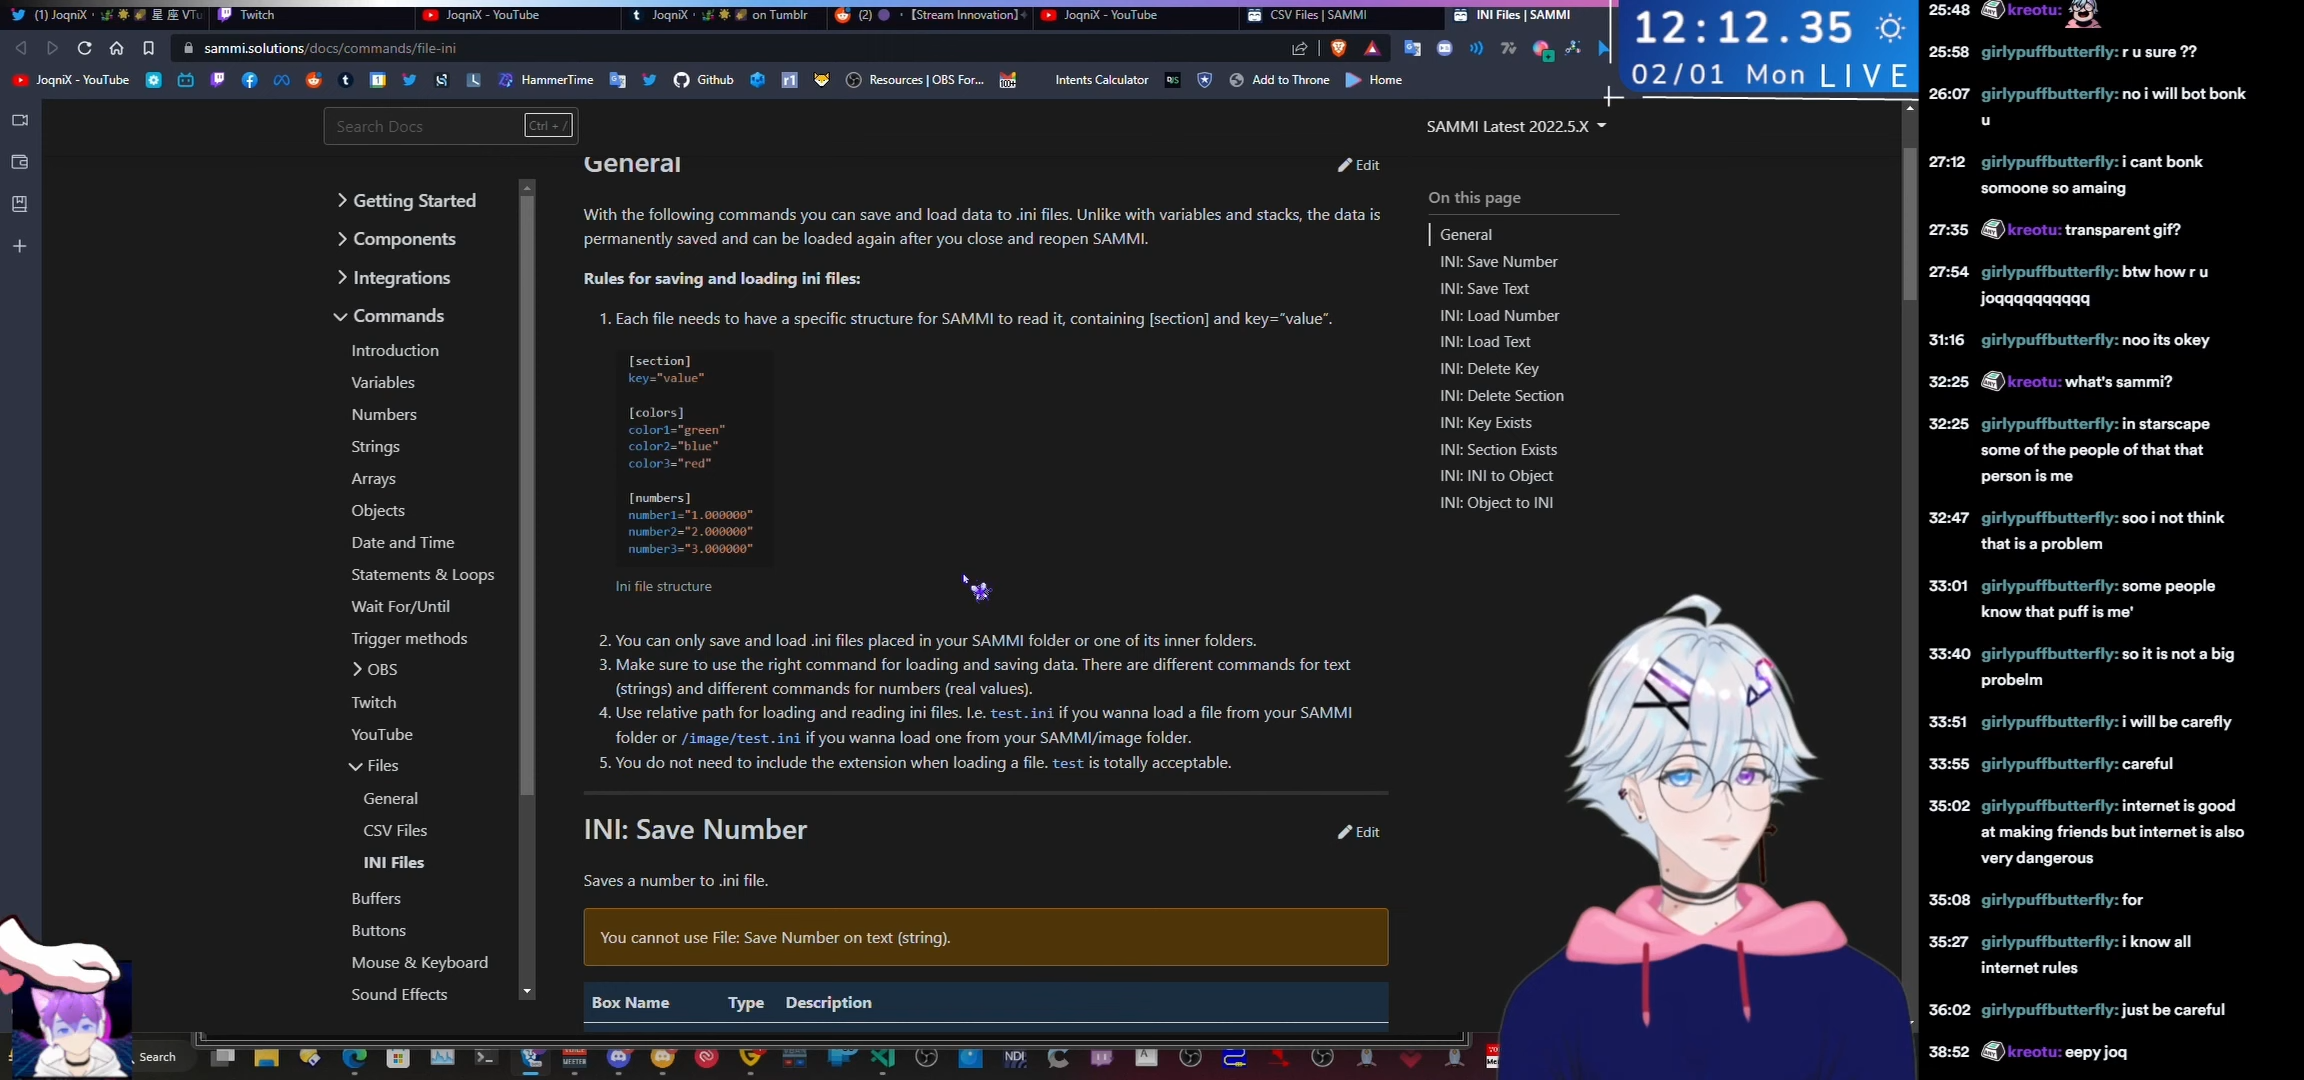 (1) JoqniX
Twitch
JoqniX - YouTube
JoqniX
on Tumblr
(2)
[Stream Innovation]
JoqniX - YouTube
CSV Files | SAMMI
INI Files | SAMMI
sammi.solutions/docs/commands/file-ini
JoqniX - YouTube
HammerTime
Github
Resources | OBS For...
Intents Calculator
Add to Throne
Home
12:12.35
02/01 Mon LIVE
Search Docs
Ctrl + /
SAMMI Latest 2022.5.X
Getting Started
Components
Integrations
Commands
Introduction
Variables
Numbers
Strings
Arrays
Objects
Date and Time
Statements & Loops
Wait For/Until
Trigger methods
OBS
Twitch
YouTube
Files
General
CSV Files
INI Files
Buffers
Buttons
Mouse & Keyboard
Sound Effects
General
Edit
With the following commands you can save and load data to .ini files. Unlike with variables and stacks, the data is
permanently saved and can be loaded again after you close and reopen SAMMI.
Rules for saving and loading ini files:
1. Each file needs to have a specific structure for SAMMI to read it, containing [section] and key=”value”.
[section]
key="value"
[colors]
color1="green"
color2="blue"
color3="red"
[numbers]
number1="1.000000"
number2="2.000000"
number3="3.000000"
Ini file structure
2. You can only save and load .ini files placed in your SAMMI folder or one of its inner folders.
3. Make sure to use the right command for loading and saving data. There are different commands for text
(strings) and different commands for numbers (real values).
4. Use relative path for loading and reading ini files. I.e. test.ini if you wanna load a file from your SAMMI
folder or /image/test.ini if you wanna load one from your SAMMI/image folder.
5. You do not need to include the extension when loading a file. test is totally acceptable.
INI: Save Number
Edit
Saves a number to .ini file.
You cannot use File: Save Number on text (string).
Box Name Type Description
On this page
General
INI: Save Number
INI: Save Text
INI: Load Number
INI: Load Text
INI: Delete Key
INI: Delete Section
INI: Key Exists
INI: Section Exists
INI: INI to Object
INI: Object to INI
25:48 kreotu:
25:58 girlypuffbutterfly: r u sure ??
26:07 girlypuffbutterfly: no i will bot bonk
u
27:12 girlypuffbutterfly: i cant bonk
somoone so amaing
27:35 kreotu: transparent gif?
27:54 girlypuffbutterfly: btw how r u
joqqqqqqqqqq
31:16 girlypuffbutterfly: noo its okey
32:25 kreotu: what's sammi?
32:25 girlypuffbutterfly: in starscape
some of the people of that that
person is me
32:47 girlypuffbutterfly: soo i not think
that is a problem
33:01 girlypuffbutterfly: some people
know that puff is me'
33:40 girlypuffbutterfly: so it is not a big
probelm
33:51 girlypuffbutterfly: i will be carefly
33:55 girlypuffbutterfly: careful
35:02 girlypuffbutterfly: internet is good
at making friends but internet is also
very dangerous
35:08 girlypuffbutterfly: for
35:27 girlypuffbutterfly: i know all
internet rules
36:02 girlypuffbutterfly: just be careful
38:52 kreotu: eepy joq
Search
NDI